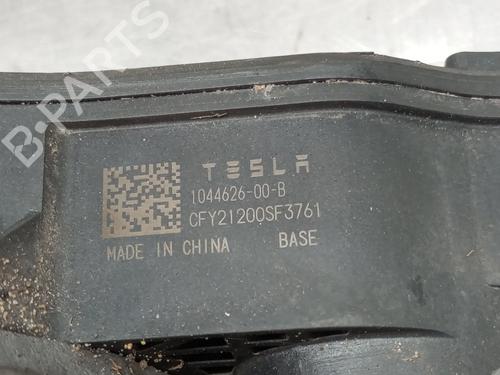 B-PARTS
TESLA
1044626-00-B
CFY21200SF3761
MADE IN CHINA BASE